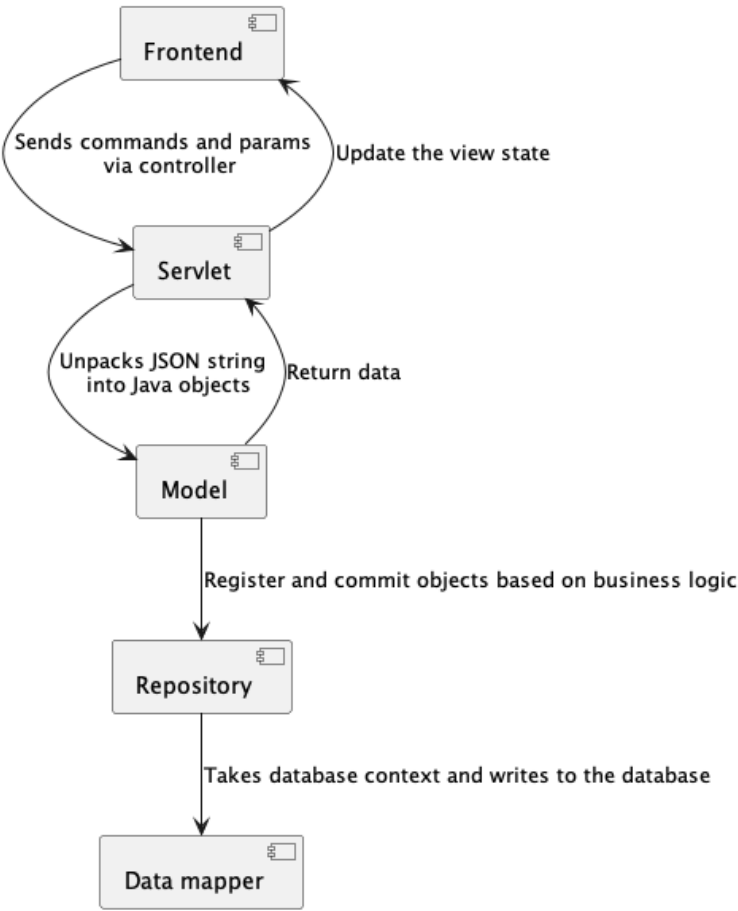 Frontend
Sends commands and params
via controller
Update the view state
Servlet
Unpacks JSON string
into Java objects
Return data
Model
Register and commit objects based on business logic
Repository
Takes database context and writes to the database
Data mapper